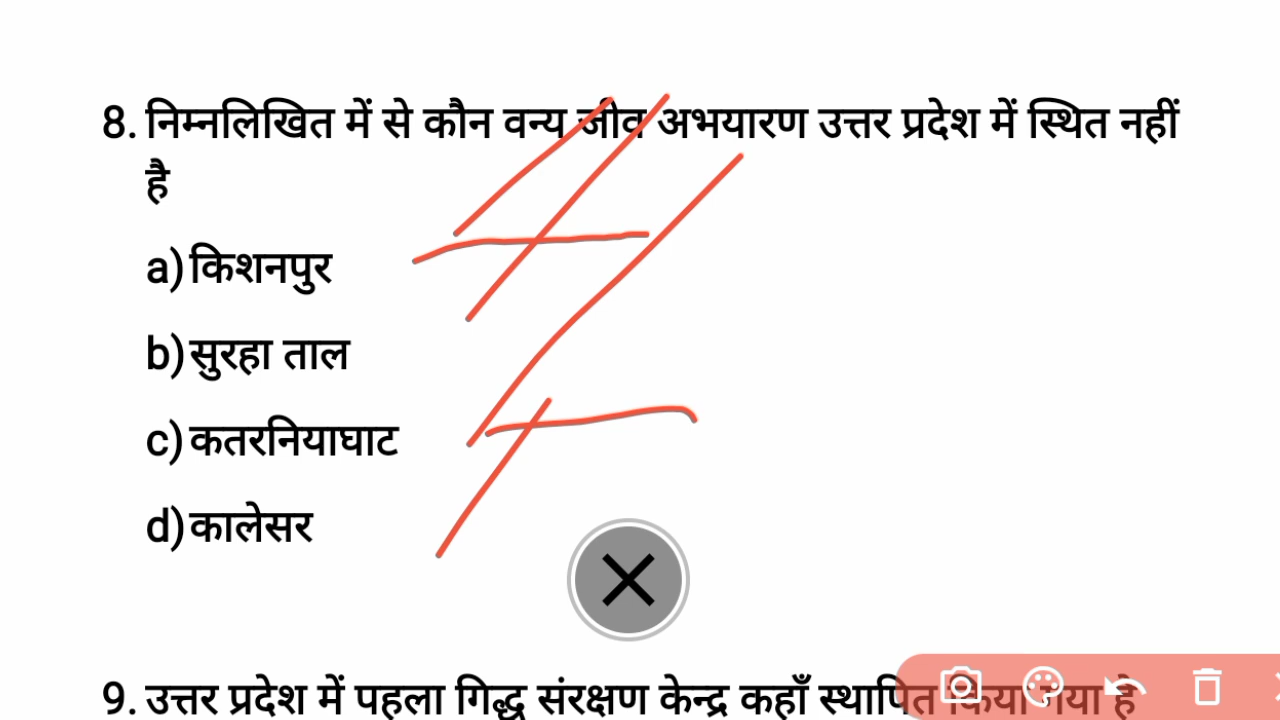 8. निम्नलिखित में से कौन वन्य जीव अभयारण उत्तर प्रदेश में स्थित नहीं
है
a) किशनपुर
b) सुरहा ताल
c) कतरनियाघाट
d) कालेसर
9. उत्तर प्रदेश में पहला गिद्ध संरक्षण केन्द्र कहाँ स्थापित किया गया है